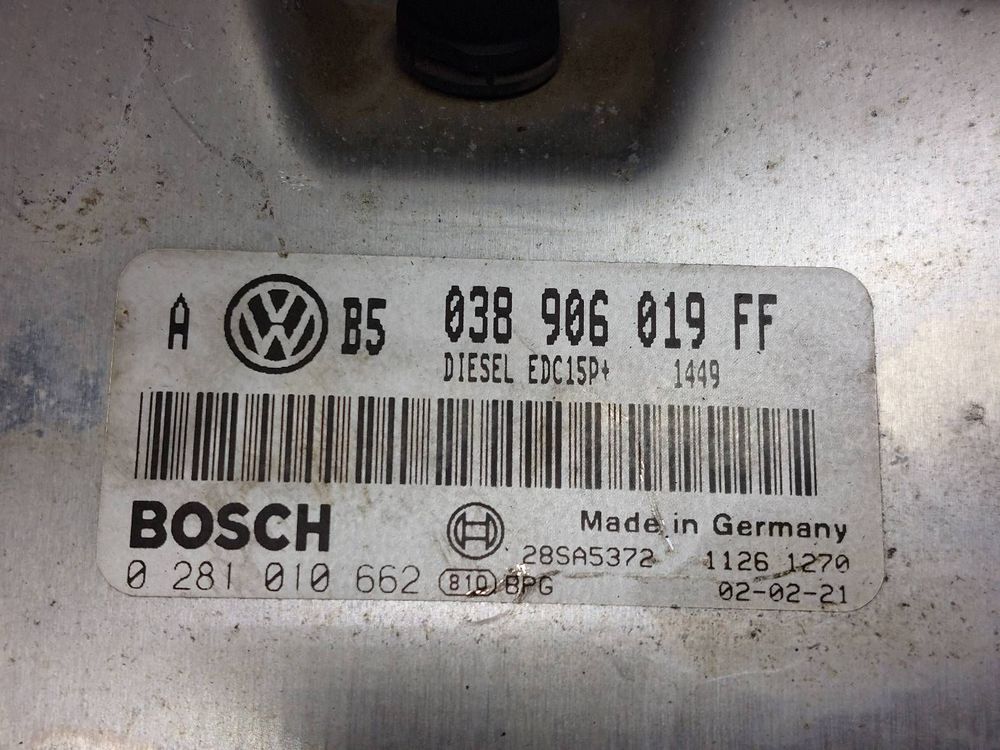 A VW B5 038 906 019 FF
DIESEL EDC15P+ 1449
BOSCH Made in Germany
28SA5372 1126 1270
0 281 010 662 810 BPG 02-02-21